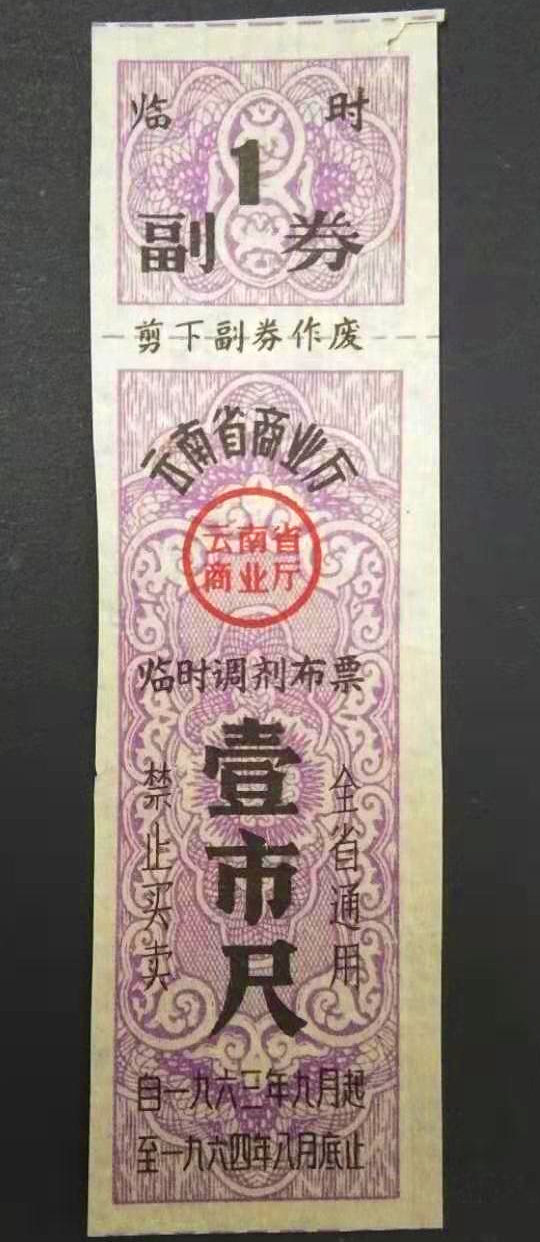 临时
1
副券
剪下副券作废
云南省商业厅
云南省
商业厅
临时调剂布票
壹市尺
禁止买卖
全省通用
自一九六三年九月起
至一九六四年八月底止